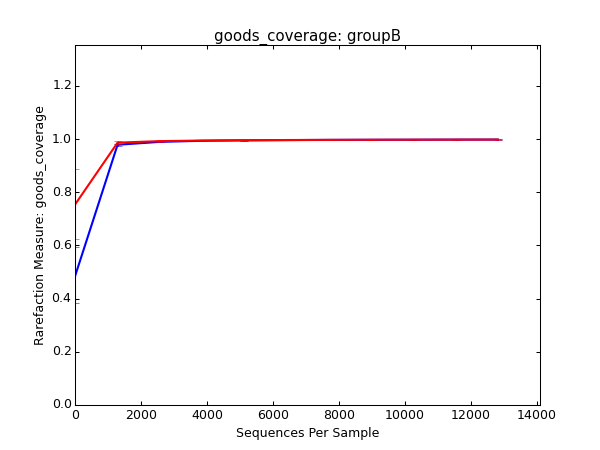 goods_coverage: groupB
1.2
1.0
0.8
0.6
0.4
0.2
0.0
Rarefaction Measure: goods_coverage
0 2000 4000 6000 8000 10000 12000 14000
Sequences Per Sample